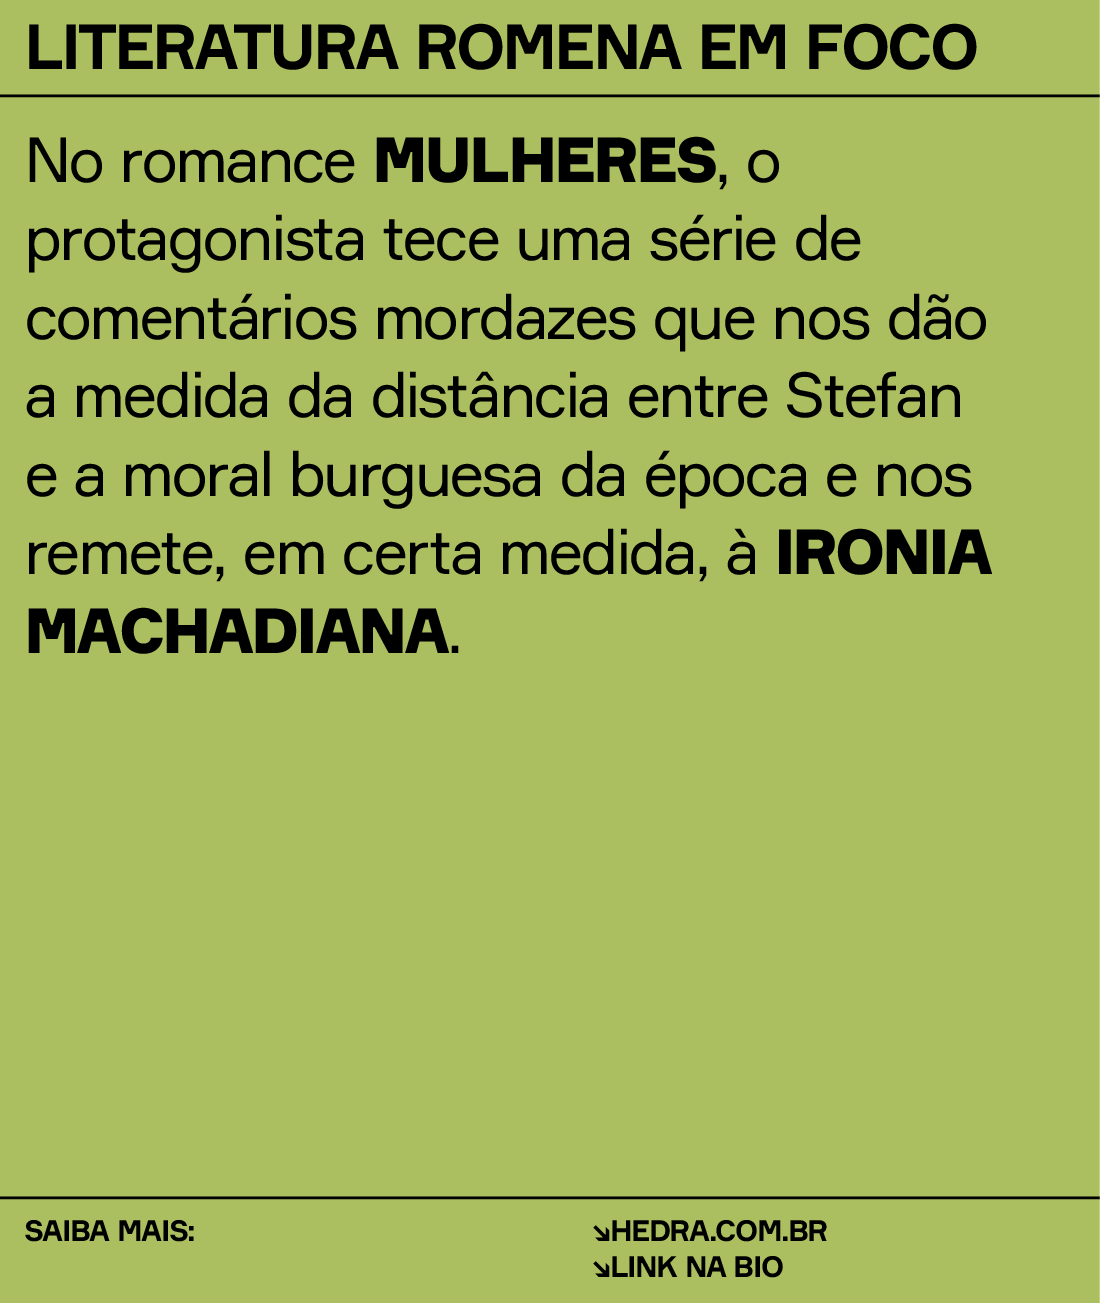 LITERATURA ROMENA EM FOCO
No romance MULHERES, o
protagonista tece uma série de
comentários mordazes que nos dão
a medida da distância entre Stefan
e a moral burguesa da época e nos
remete, em certa medida, à IRONIA
MACHADIANA.
SAIBA MAIS:
↘HEDRA.COM.BR
↘LINK NA BIO